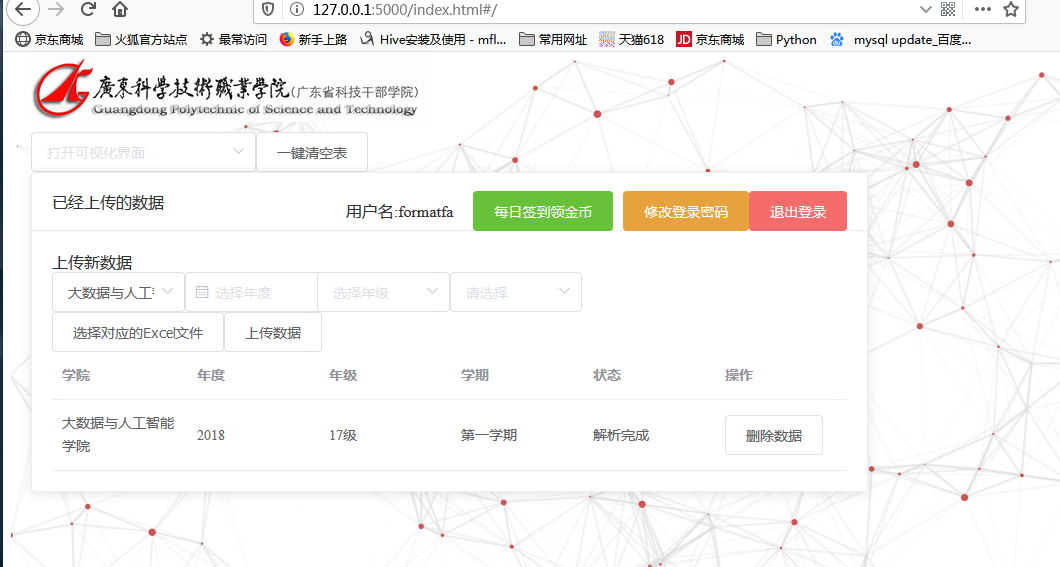 127.0.0.1:5000/index.html#/
京东商城 火狐官方站点 最常访问 新手上路 Hive安装及使用 - mfl... 常用网址 天猫618 JD 京东商城 Python mysql update_百度...
廣東科學技術職業學院(广东省科技干部学院)
Guangdong Polytechnic of Science and Technology
打开可视化界面 一键清空表
已经上传的数据 用户名:formatfa 每日签到领金币 修改登录密码 退出登录
上传新数据
大数据与人工 选择年度 选择年级 请选择
选择对应的Excel文件 上传数据
学院 年度 年级 学期 状态 操作
大数据与人工智能
学院 2018 17级 第一学期 解析完成 删除数据